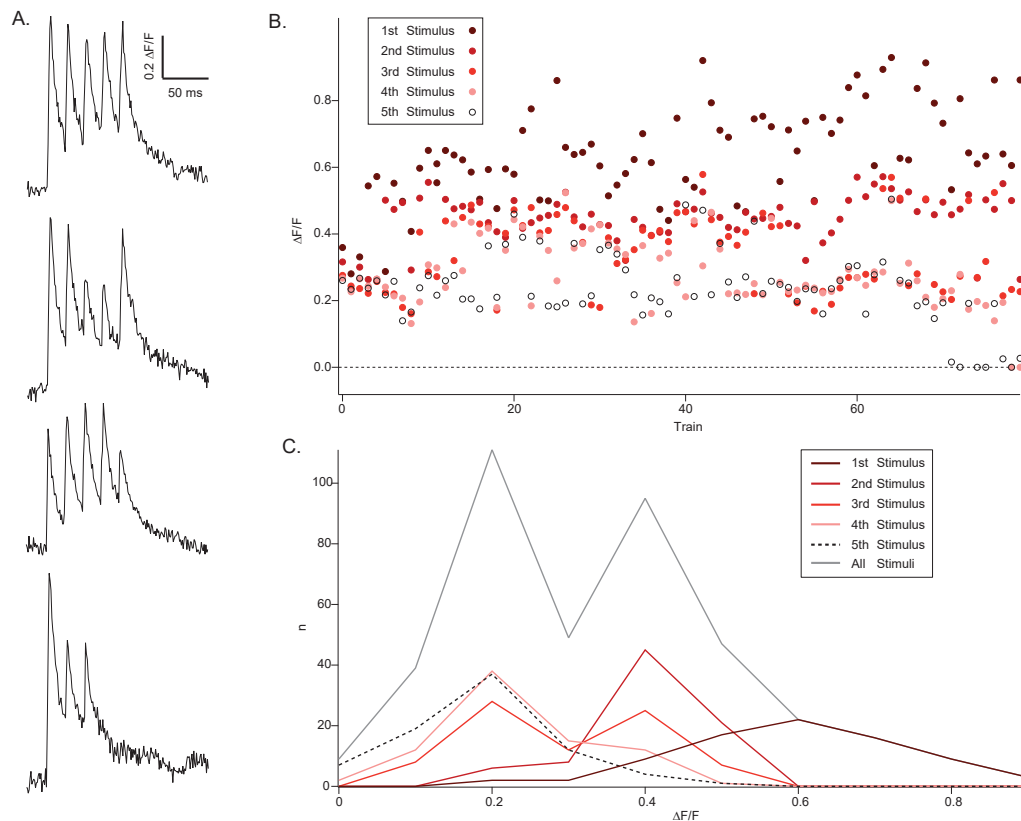 A.
0.2 ΔF/F
50 ms
B.
1st Stimulus
2nd Stimulus
3rd Stimulus
4th Stimulus
5th Stimulus
0.8
0.6
0.4
0.2
0.0
ΔF/F
0 20 40 60
Train
C.
1st Stimulus
2nd Stimulus
3rd Stimulus
4th Stimulus
5th Stimulus
All Stimuli
100
80
60
40
20
0
n
0 0.2 0.4 0.6 0.8
ΔF/F